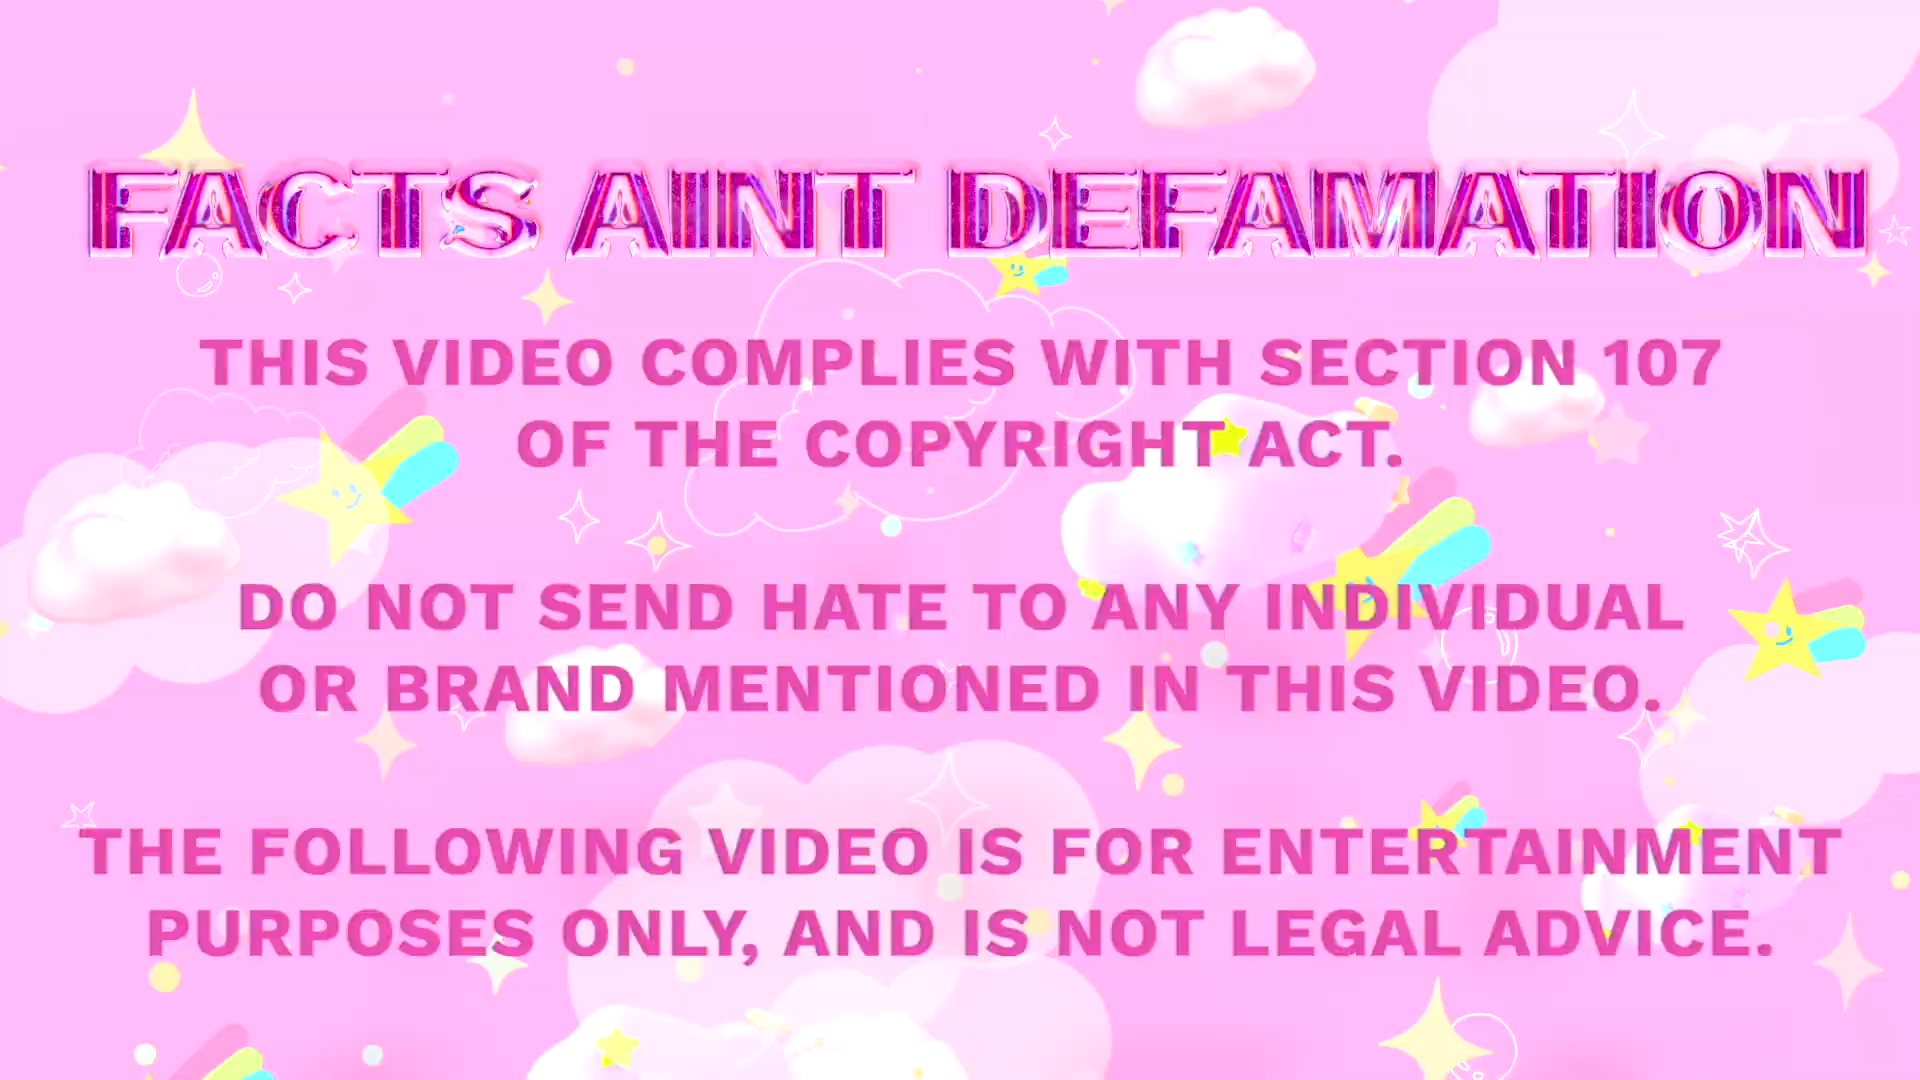 FACTS AINT DEFAMATION
THIS VIDEO COMPLIES WITH SECTION 107
OF THE COPYRIGHT ACT.
DO NOT SEND HATE TO ANY INDIVIDUAL
OR BRAND MENTIONED IN THIS VIDEO.
THE FOLLOWING VIDEO IS FOR ENTERTAINMENT
PURPOSES ONLY, AND IS NOT LEGAL ADVICE.